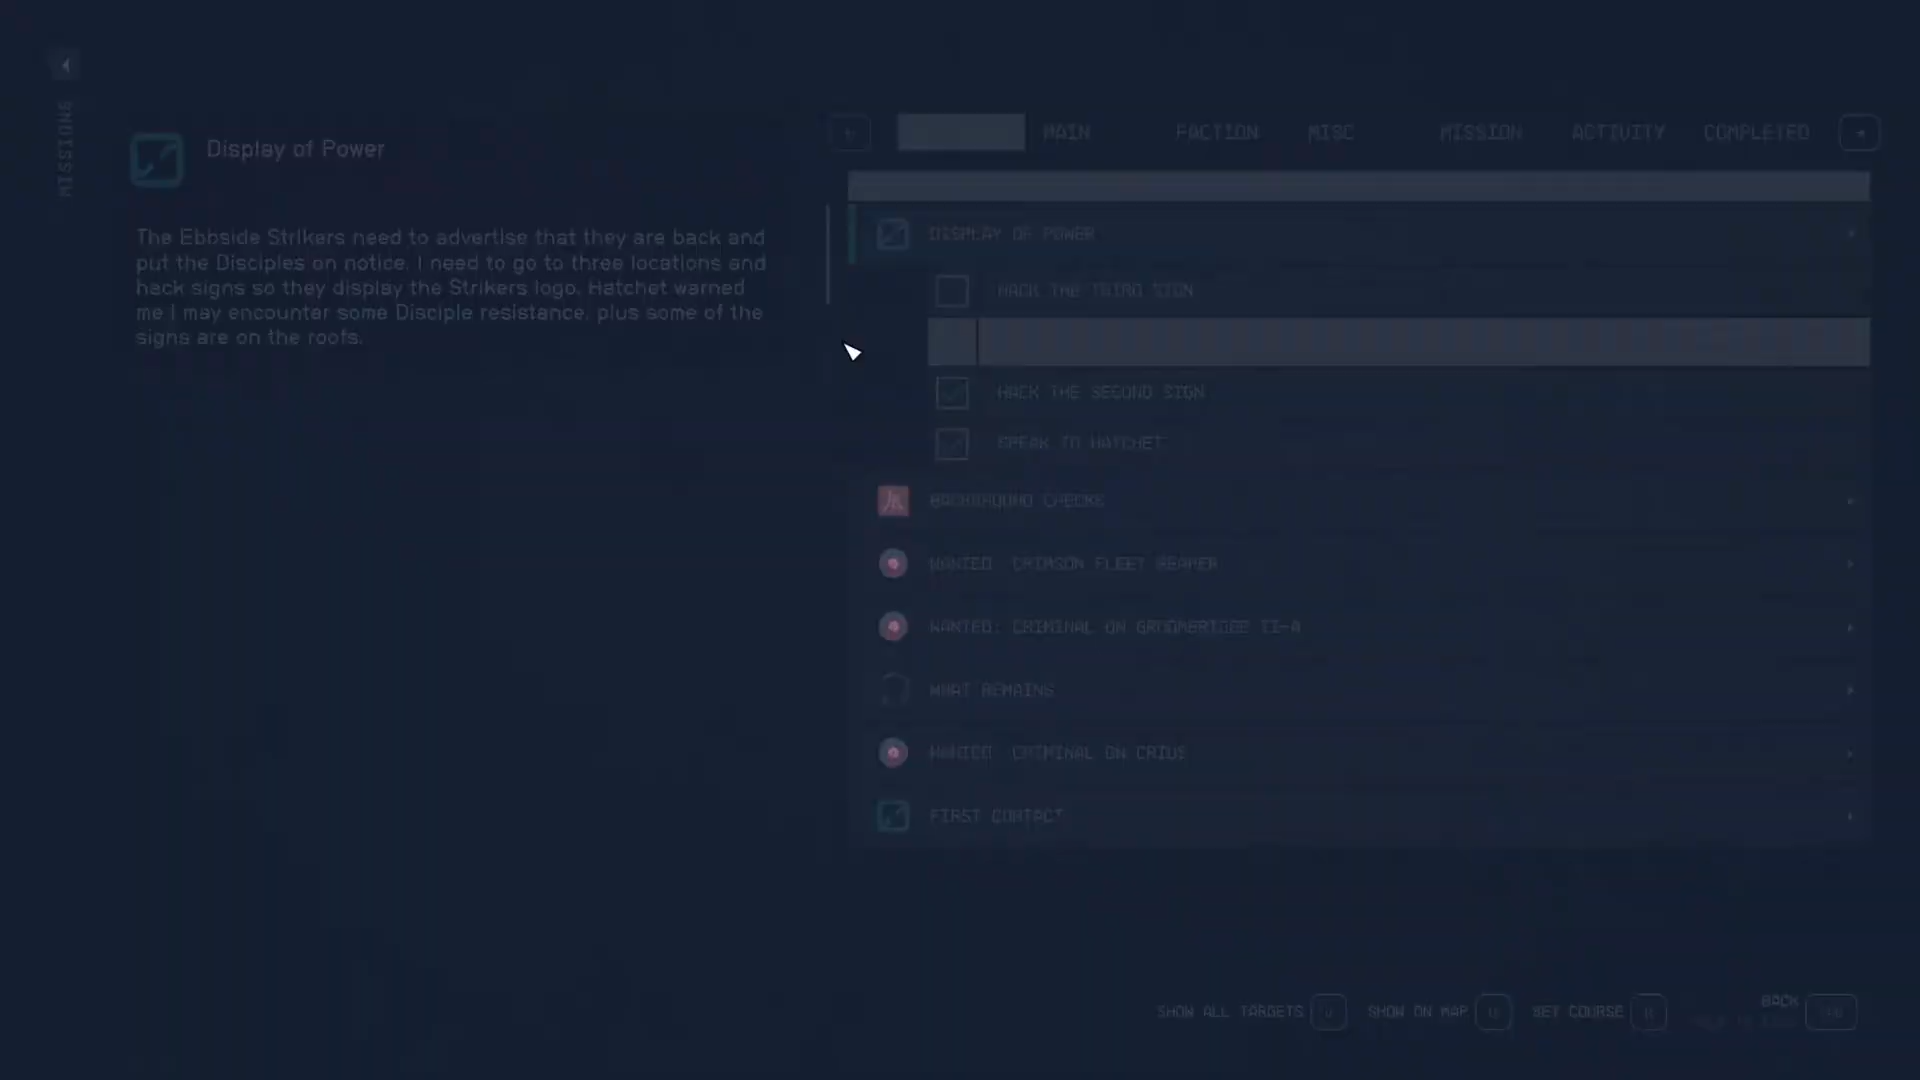 MISSIONS
Display of Power
The Ebbside Strikers need to advertise that they are back and
put the Disciples on notice. I need to go to three locations and
hack signs so they display the Strikers logo. Hatchet warned
me I may encounter some Disciple resistance, plus some of the
signs are on the roofs.
MAIN
FACTION
MISC
MISSION
ACTIVITY
COMPLETED
DISPLAY OF POWER
HACK THE THIRD SIGN
HACK THE SECOND SIGN
SPEAK TO HATCHET
BACKGROUND CHECKS
WANTED: CRIMSON FLEET REAPER
WANTED: CRIMINAL ON GROOMBRIDGE II-A
WHAT REMAINS
WANTED: CRIMINAL ON CRIUS
FIRST CONTACT
SHOW ALL TARGETS
SHOW ON MAP
SET COURSE
R
BACK